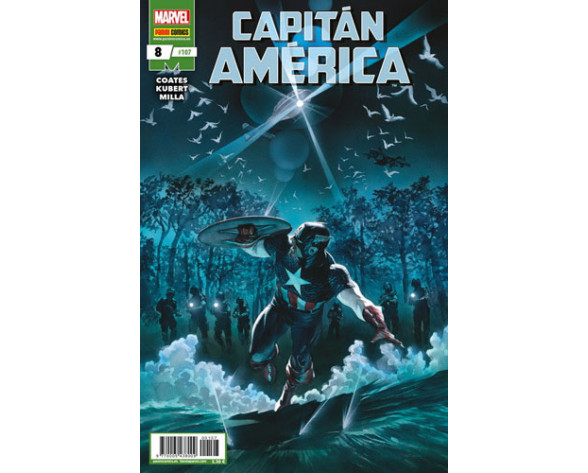 MARVEL
PANINI COMICS
8 #107
COATES
KUBERT
MILLA
CAPITÁN
AMÉRICA